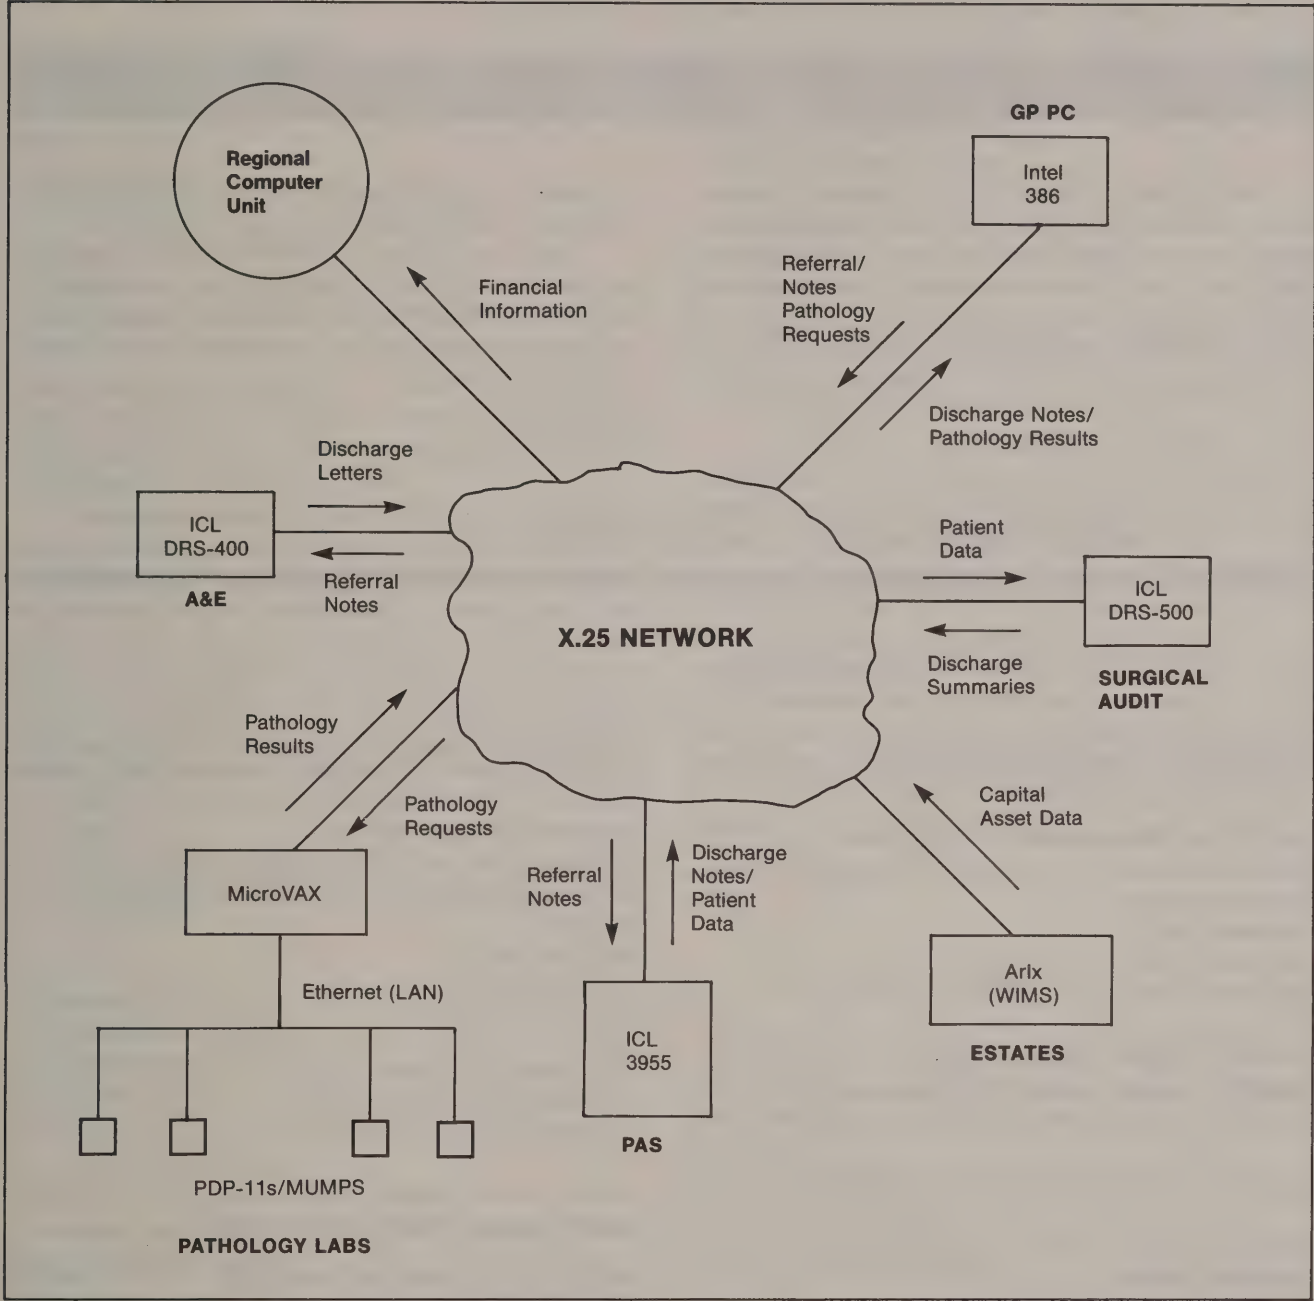 GP PC
Regional
Computer
Unit
Intel
386
Financial
Information
Referral/
Notes
Pathology
Requests
Discharge Notes/
Pathology Results
Discharge
Letters
ICL
DRS-400
A&E
Referral
Notes
Patient
Data
ICL
DRS-500
Discharge
Summaries
SURGICAL
AUDIT
X.25 NETWORK
Pathology
Results
Pathology
Requests
Capital
Asset Data
MicroVAX
Referral
Notes
Discharge
Notes/
Patient
Data
Ethernet (LAN)
ICL
3955
PAS
Arix
(WIMS)
ESTATES
PDP-11s/MUMPS
PATHOLOGY LABS